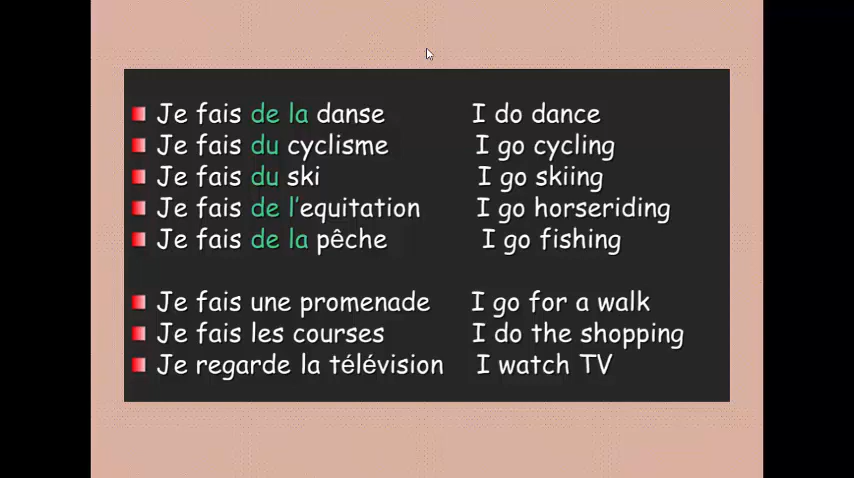 Je fais de la danse I do dance
Je fais du cyclisme I go cycling
Je fais du ski I go skiing
Je fais de l'equitation I go horseriding
Je fais de la pêche I go fishing
Je fais une promenade I go for a walk
Je fais les courses I do the shopping
Je regarde la télévision I watch TV